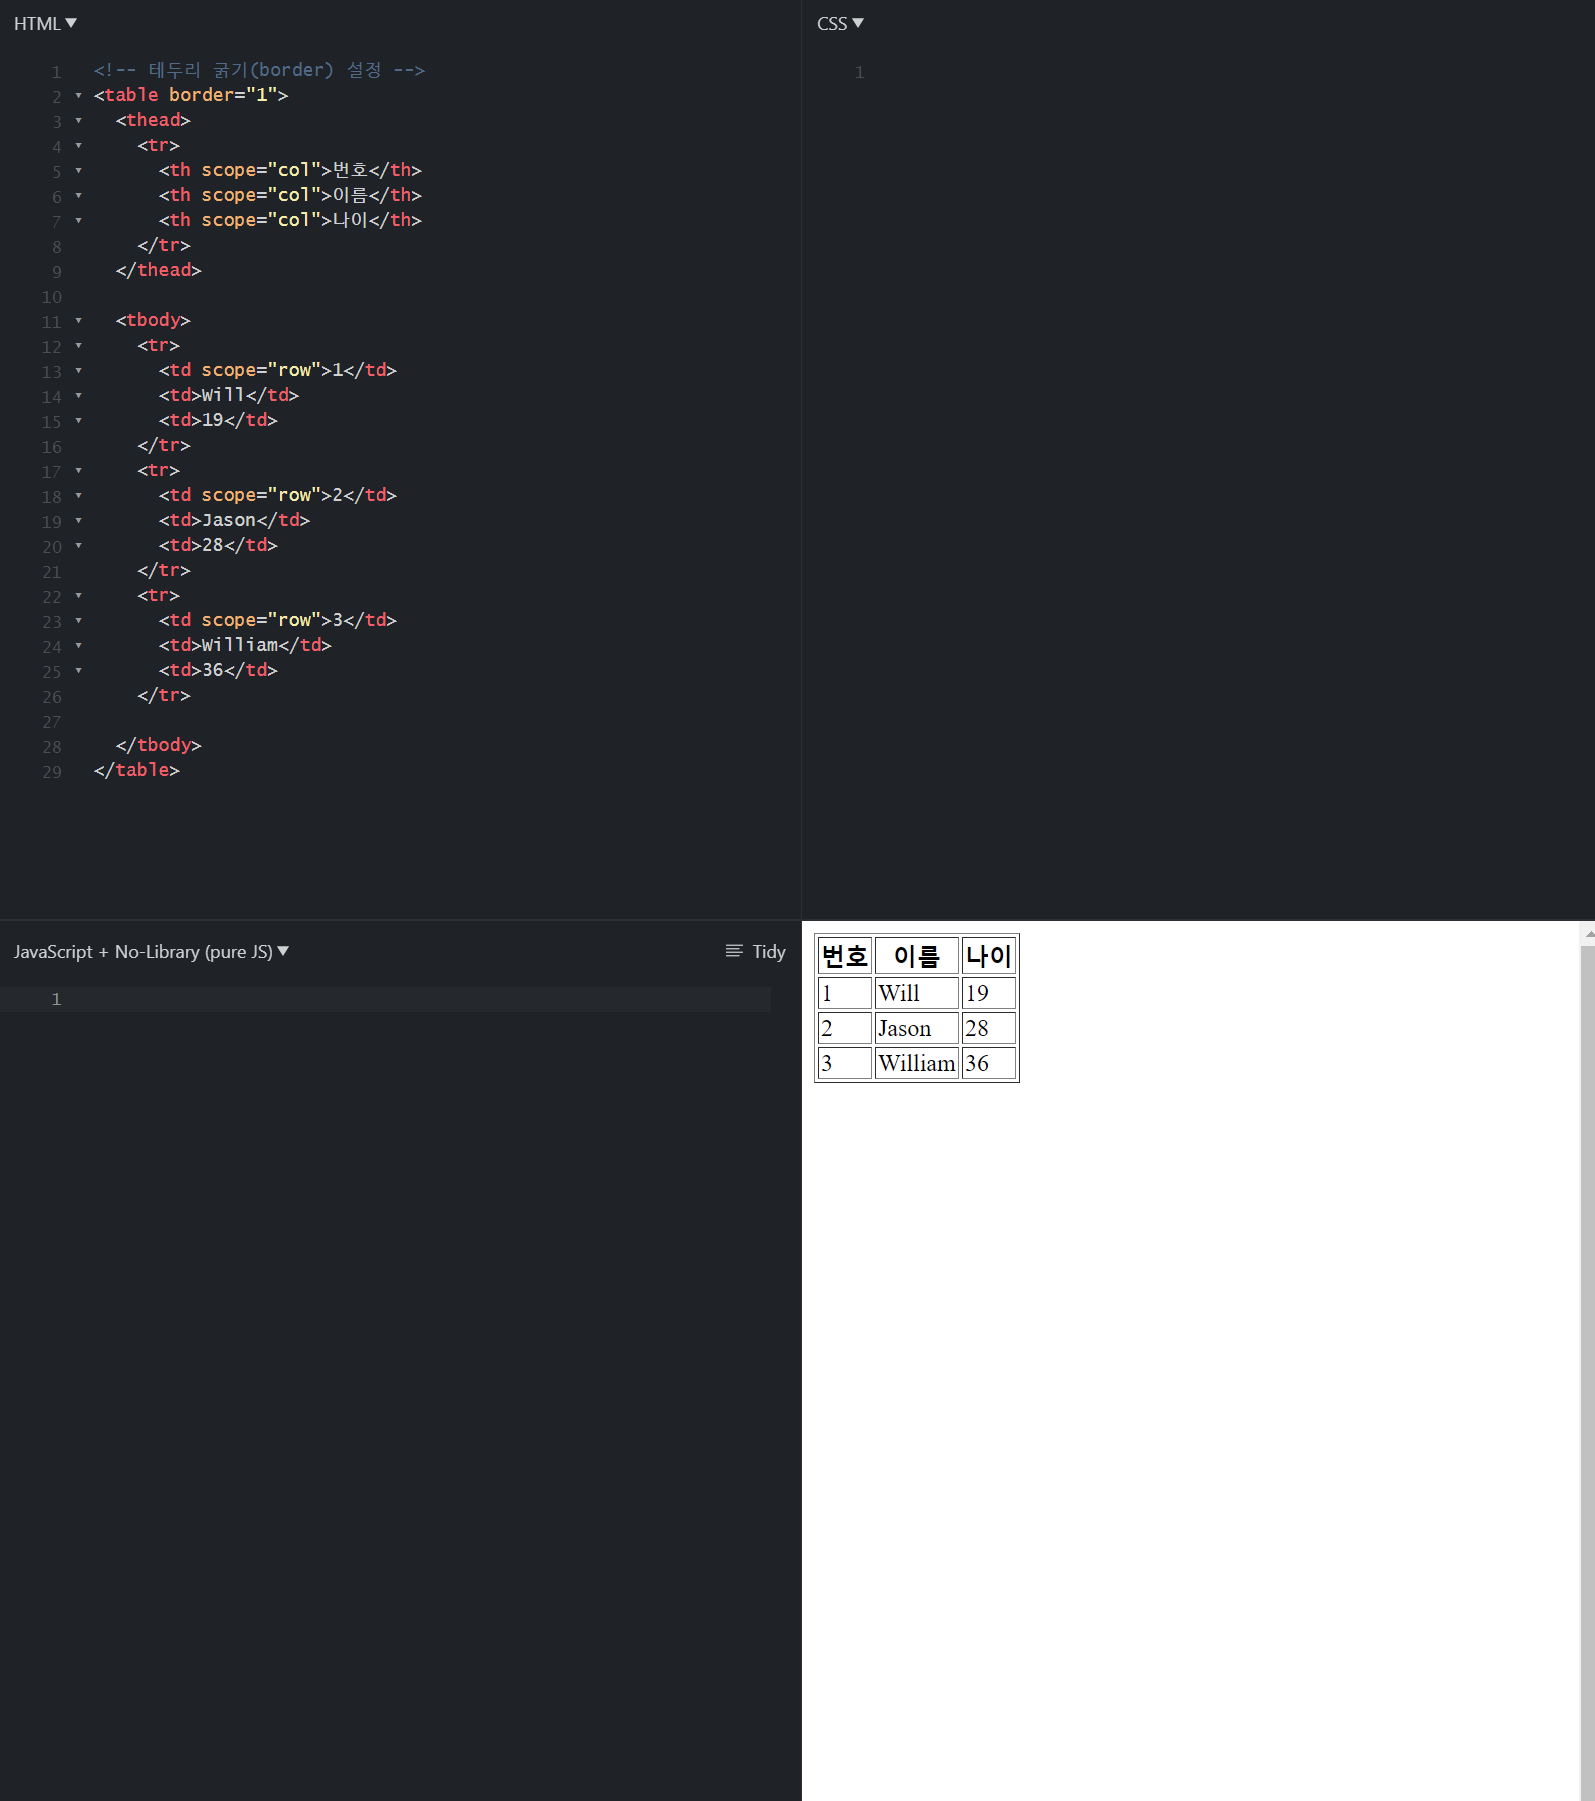 HTML ▼
1 <!-- 테두리 굵기(border) 설정 -->
2 <table border="1">
3 <thead>
4 <tr>
5 <th scope="col">번호</th>
6 <th scope="col">이름</th>
7 <th scope="col">나이</th>
8 </tr>
9 </thead>
10
11 <tbody>
12 <tr>
13 <td scope="row">1</td>
14 <td>Will</td>
15 <td>19</td>
16 </tr>
17 <tr>
18 <td scope="row">2</td>
19 <td>Jason</td>
20 <td>28</td>
21 </tr>
22 <tr>
23 <td scope="row">3</td>
24 <td>William</td>
25 <td>36</td>
26 </tr>
27
28 </tbody>
29 </table>
CSS ▼
1
JavaScript + No-Library (pure JS) ▼ Tidy
1
번호 이름 나이
1 Will 19
2 Jason 28
3 William 36